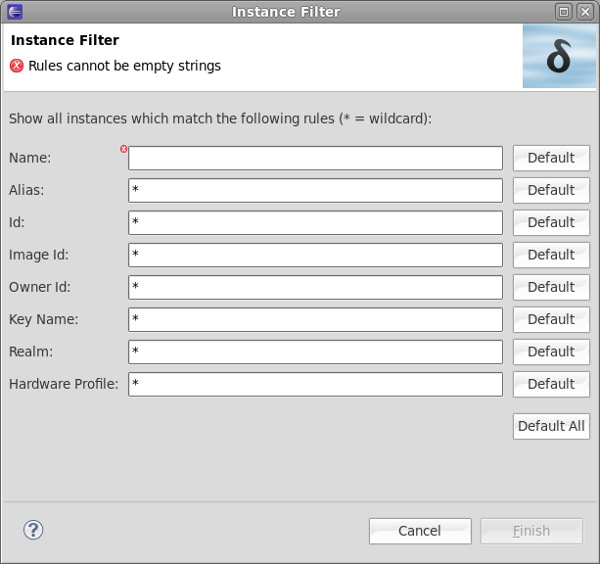 Instance Filter
Instance Filter
Rules cannot be empty strings
δ
Show all instances which match the following rules (* = wildcard):
Name: Default
Alias: * Default
Id: * Default
Image Id: * Default
Owner Id: * Default
Key Name: * Default
Realm: * Default
Hardware Profile: * Default
Default All
? Cancel Finish